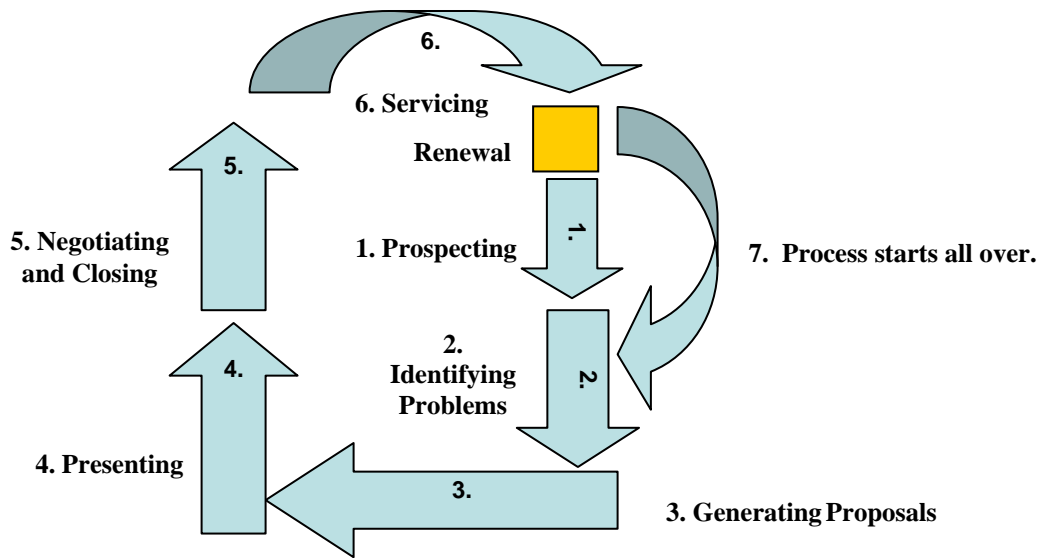 6.
6. Servicing
Renewal
5.
1.
5. Negotiating
and Closing
1. Prospecting
7. Process starts all over.
2.
Identifying
Problems
4.
2.
4. Presenting
3.
3. Generating Proposals